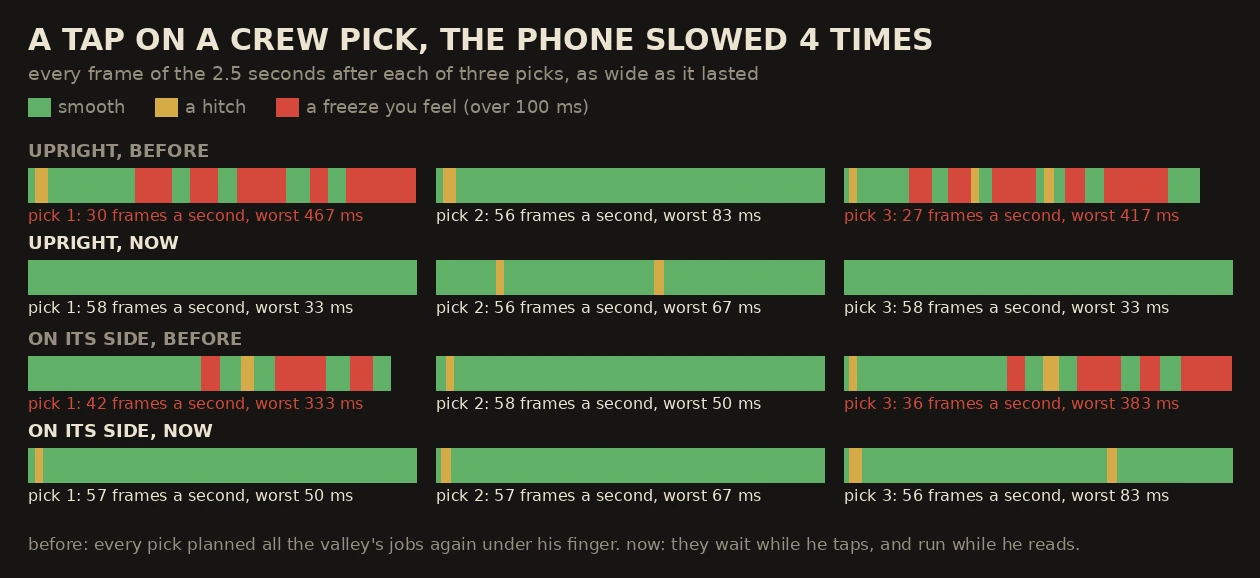 A TAP ON A CREW PICK, THE PHONE SLOWED 4 TIMES
every frame of the 2.5 seconds after each of three picks, as wide as it lasted
smooth a hitch a freeze you feel (over 100 ms)
UPRIGHT, BEFORE
pick 1: 30 frames a second, worst 467 ms pick 2: 56 frames a second, worst 83 ms pick 3: 27 frames a second, worst 417 ms
UPRIGHT, NOW
pick 1: 58 frames a second, worst 33 ms pick 2: 56 frames a second, worst 67 ms pick 3: 58 frames a second, worst 33 ms
ON ITS SIDE, BEFORE
pick 1: 42 frames a second, worst 333 ms pick 2: 58 frames a second, worst 50 ms pick 3: 36 frames a second, worst 383 ms
ON ITS SIDE, NOW
pick 1: 57 frames a second, worst 50 ms pick 2: 57 frames a second, worst 67 ms pick 3: 56 frames a second, worst 83 ms
before: every pick planned all the valley's jobs again under his finger. now: they wait while he taps, and run while he reads.